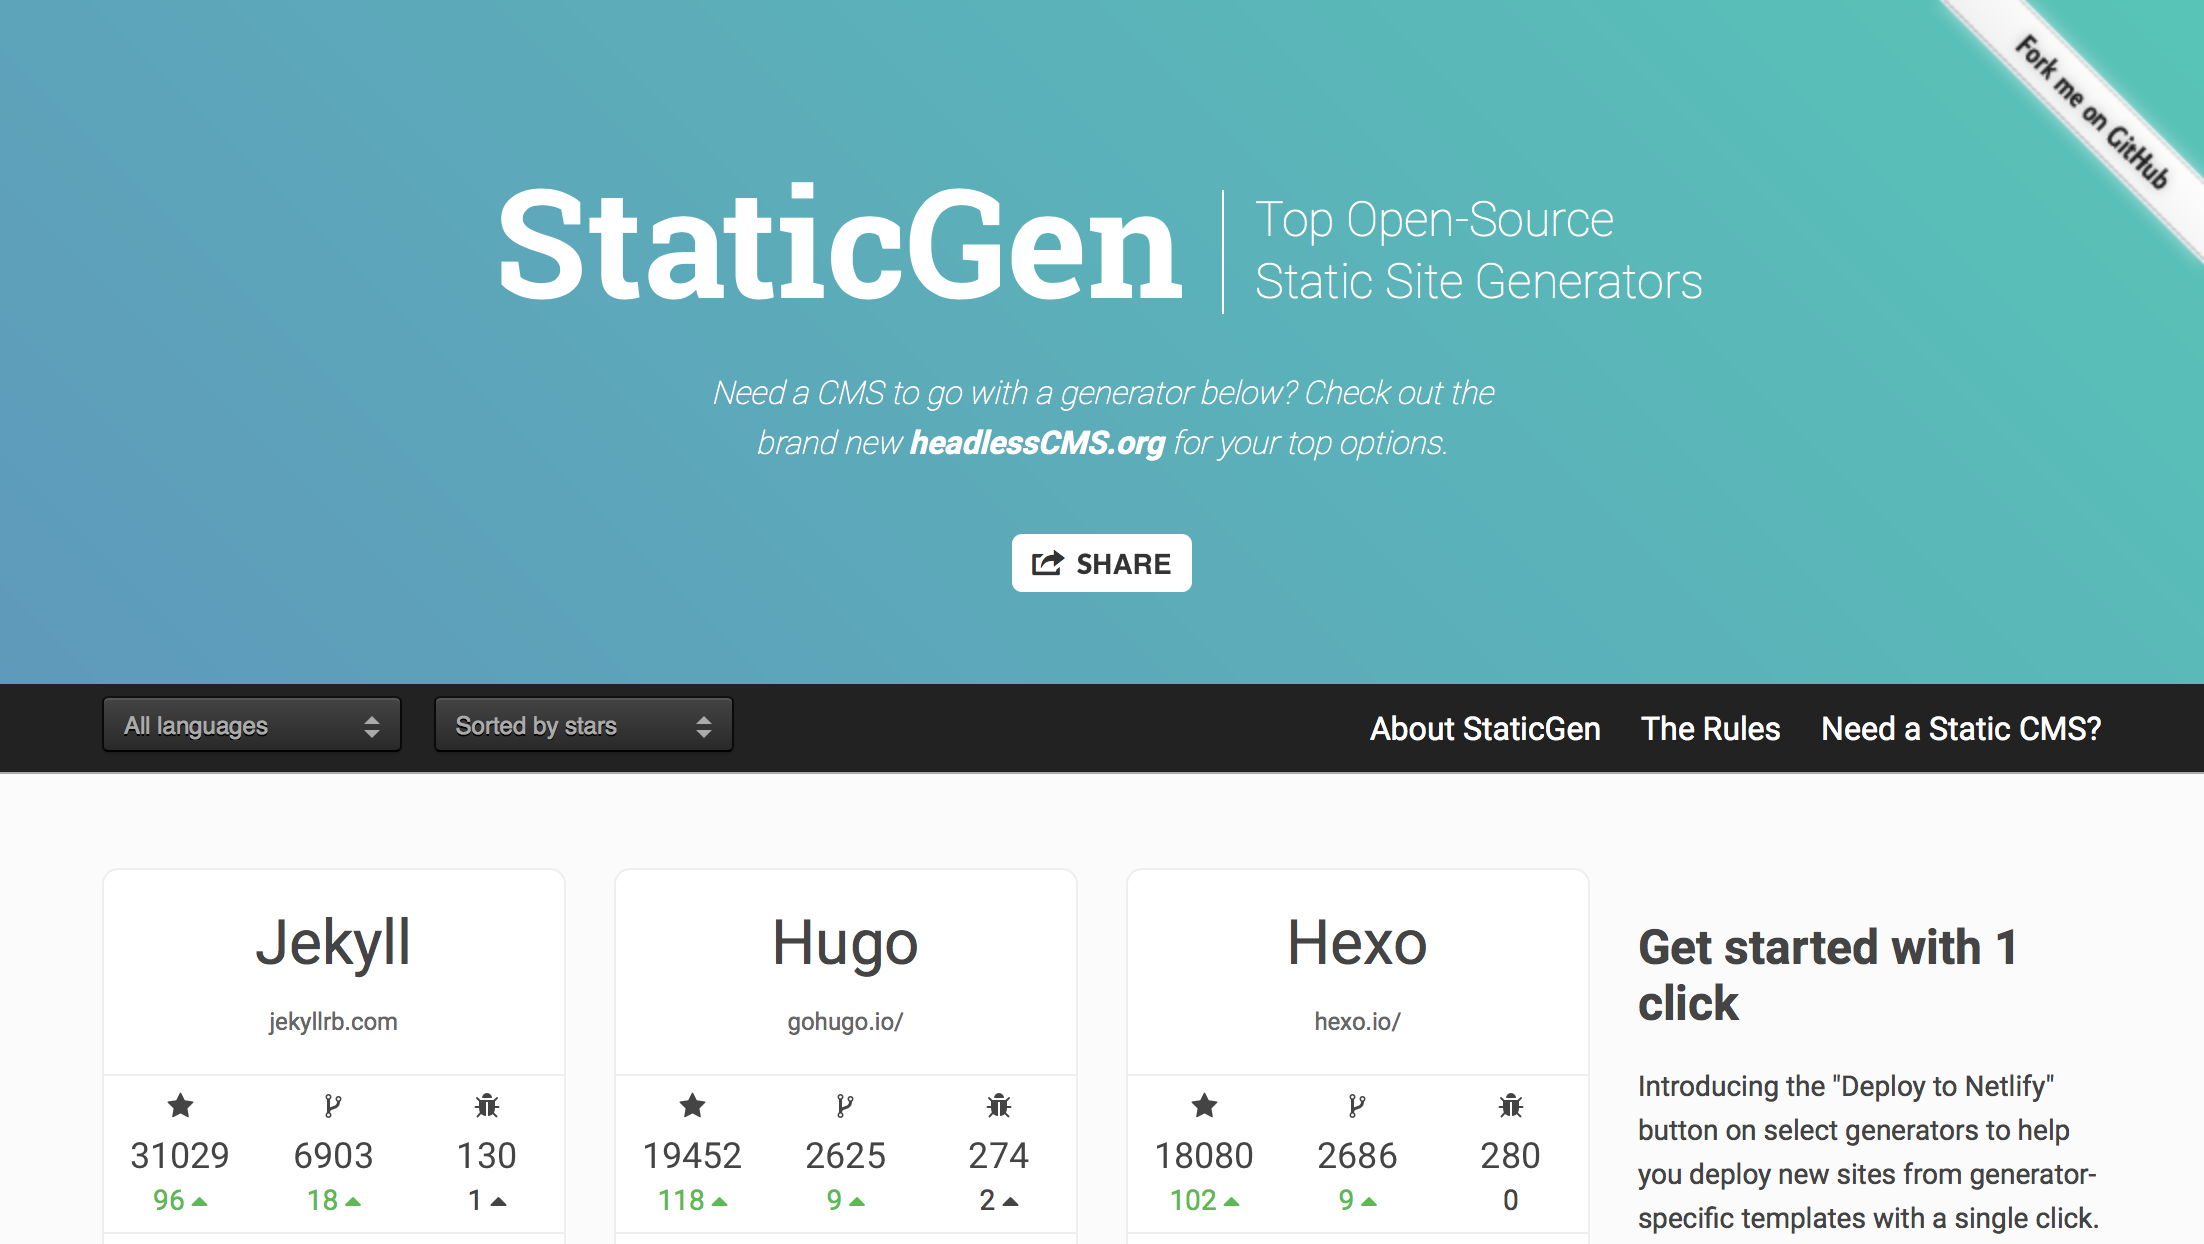 Fork me on GitHub
StaticGen
Top Open-Source
Static Site Generators
Need a CMS to go with a generator below? Check out the
brand new headlessCMS.org for your top options.
SHARE
All languages
Sorted by stars
About StaticGen
The Rules
Need a Static CMS?
Jekyll
jekyllrb.com
31029 6903 130
96 18 1
Hugo
gohugo.io/
19452 2625 274
118 9 2
Hexo
hexo.io/
18080 2686 280
102 9 0
Get started with 1
click
Introducing the "Deploy to Netlify"
button on select generators to help
you deploy new sites from generator-
specific templates with a single click.